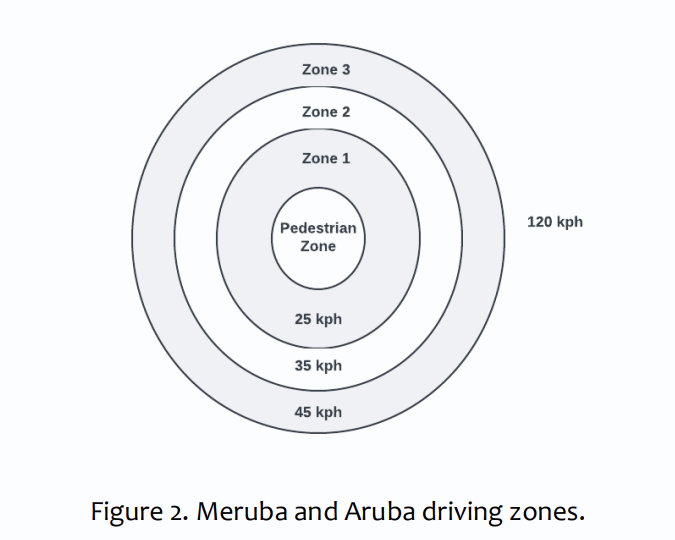 Zone 3
Zone 2
Zone 1
120 kph
Pedestrian
Zone
25 kph
35 kph
45 kph
Figure 2. Meruba and Aruba driving zones.